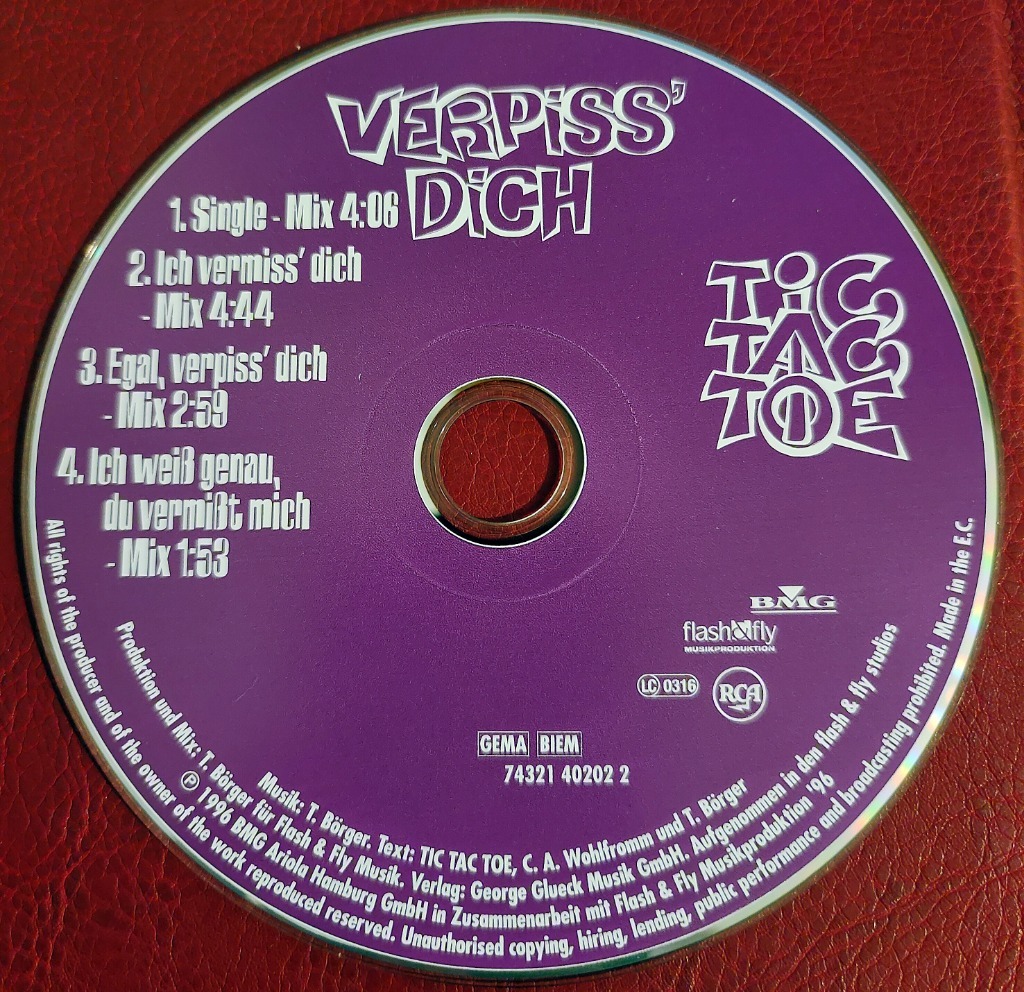 VERPiSS'
DiCH
1. Single - Mix 4:06
2. Ich vermiss' dich
- Mix 4:44
3. Egal, verpiss' dich
- Mix 2:59
4. Ich weiß genau,
du vermißt mich
- Mix 1:53
TiC
TAC
TOE
BMG
flash&fly
MUSIKPRODUKTION
LC 0316
RCA
GEMA BIEM
74321 40202 2
Musik: T. Börger. Text: TIC TAC TOE, C. A. Wohlfromm und T. Börger
Produktion und Mix: T. Börger für Flash & Fly Musik. Verlag: George Glueck Musik GmbH. Aufgenommen in den flash & fly studios
℗ 1996 BMG Ariola Hamburg GmbH in Zusammenarbeit mit Flash & Fly Musikproduktion '96
All rights of the producer and of the owner of the work reproduced reserved. Unauthorised copying, hiring, lending, public performance and broadcasting prohibited. Made in the E.C.